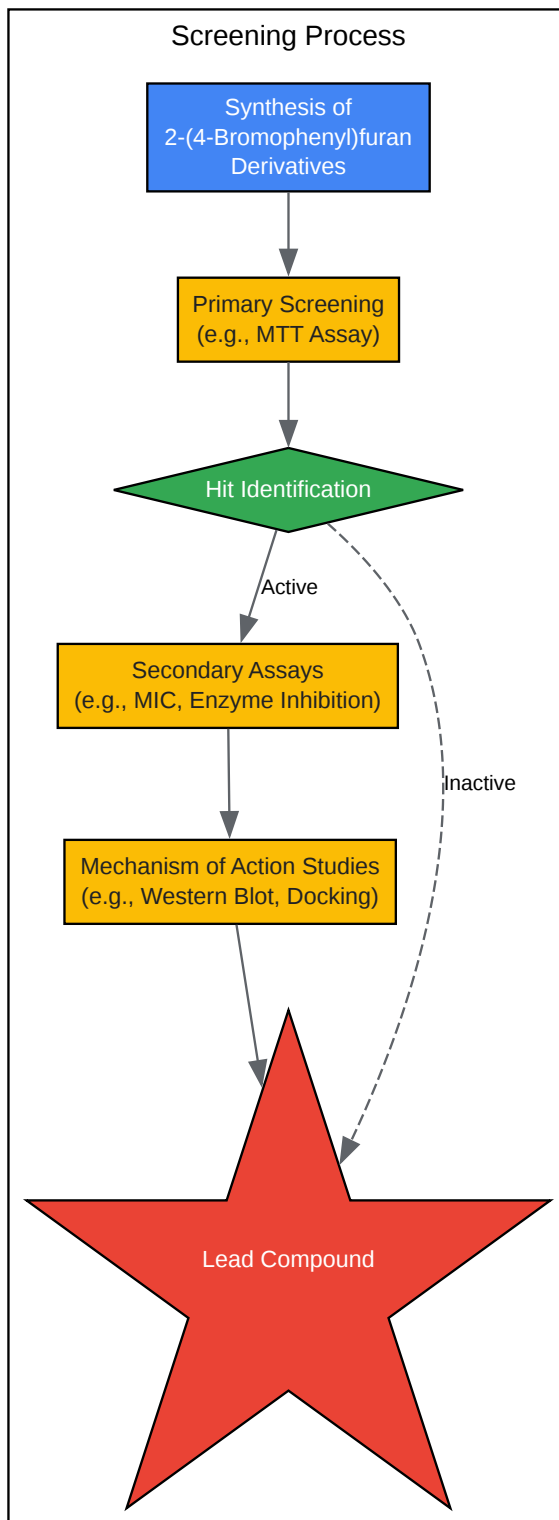 Screening Process
Synthesis of
2-(4-Bromophenyl)furan
Derivatives
Primary Screening
(e.g., MTT Assay)
Hit Identification
Active
Secondary Assays
(e.g., MIC, Enzyme Inhibition)
Inactive
Mechanism of Action Studies
(e.g., Western Blot, Docking)
Lead Compound